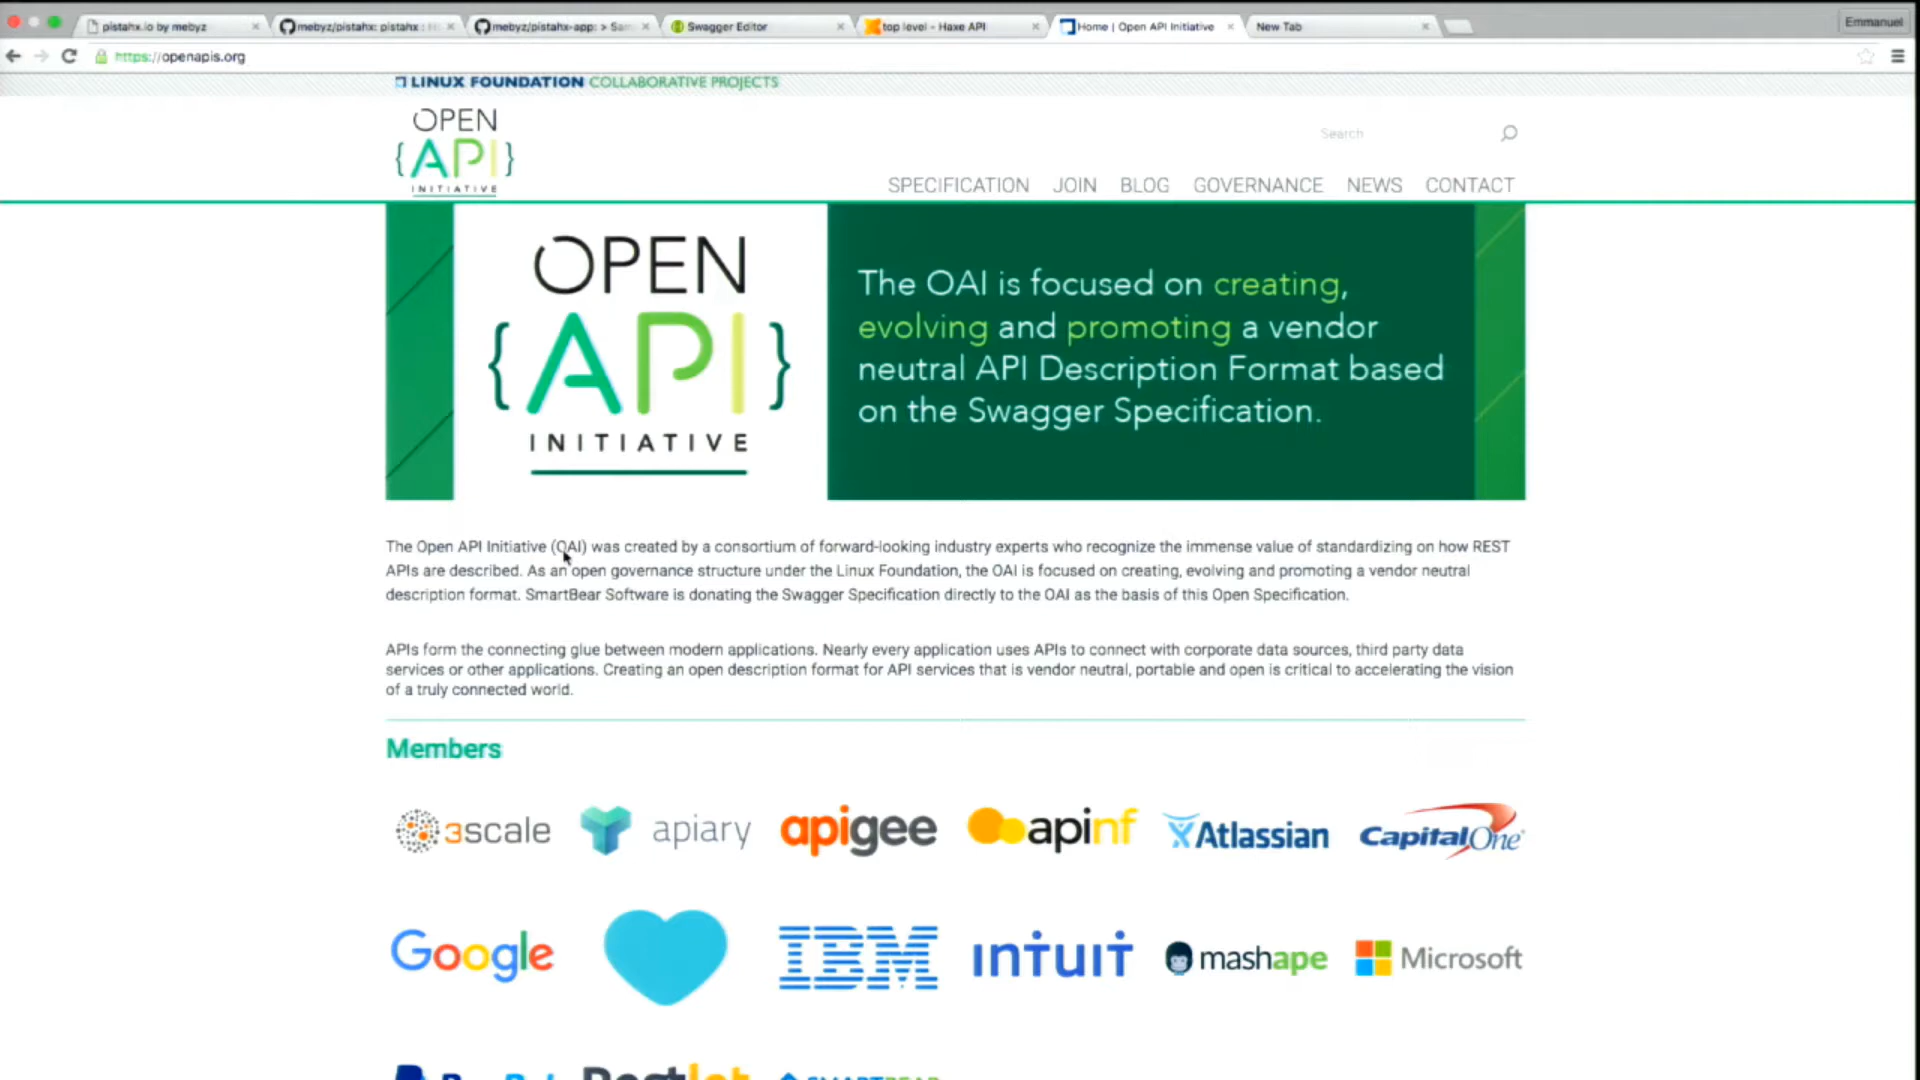 pistahx.io by mebyz
mebyz/pistahx: pistahx : H
mebyz/pistahx-app: > Sam
Swagger Editor
top level - Haxe API
Home | Open API Initiative
New Tab
Emmanuel
https://openapis.org
LINUX FOUNDATION COLLABORATIVE PROJECTS
OPEN
{API}
INITIATIVE
Search
SPECIFICATION JOIN BLOG GOVERNANCE NEWS CONTACT
OPEN
{API}
INITIATIVE
The OAI is focused on creating,
evolving and promoting a vendor
neutral API Description Format based
on the Swagger Specification.
The Open API Initiative (OAI) was created by a consortium of forward-looking industry experts who recognize the immense value of standardizing on how REST
APIs are described. As an open governance structure under the Linux Foundation, the OAI is focused on creating, evolving and promoting a vendor neutral
description format. SmartBear Software is donating the Swagger Specification directly to the OAI as the basis of this Open Specification.
APIs form the connecting glue between modern applications. Nearly every application uses APIs to connect with corporate data sources, third party data
services or other applications. Creating an open description format for API services that is vendor neutral, portable and open is critical to accelerating the vision
of a truly connected world.
Members
3scale apiary apigee apinf Atlassian Capital One
Google IBM intuit mashape Microsoft
Restlet SMARTBEAR